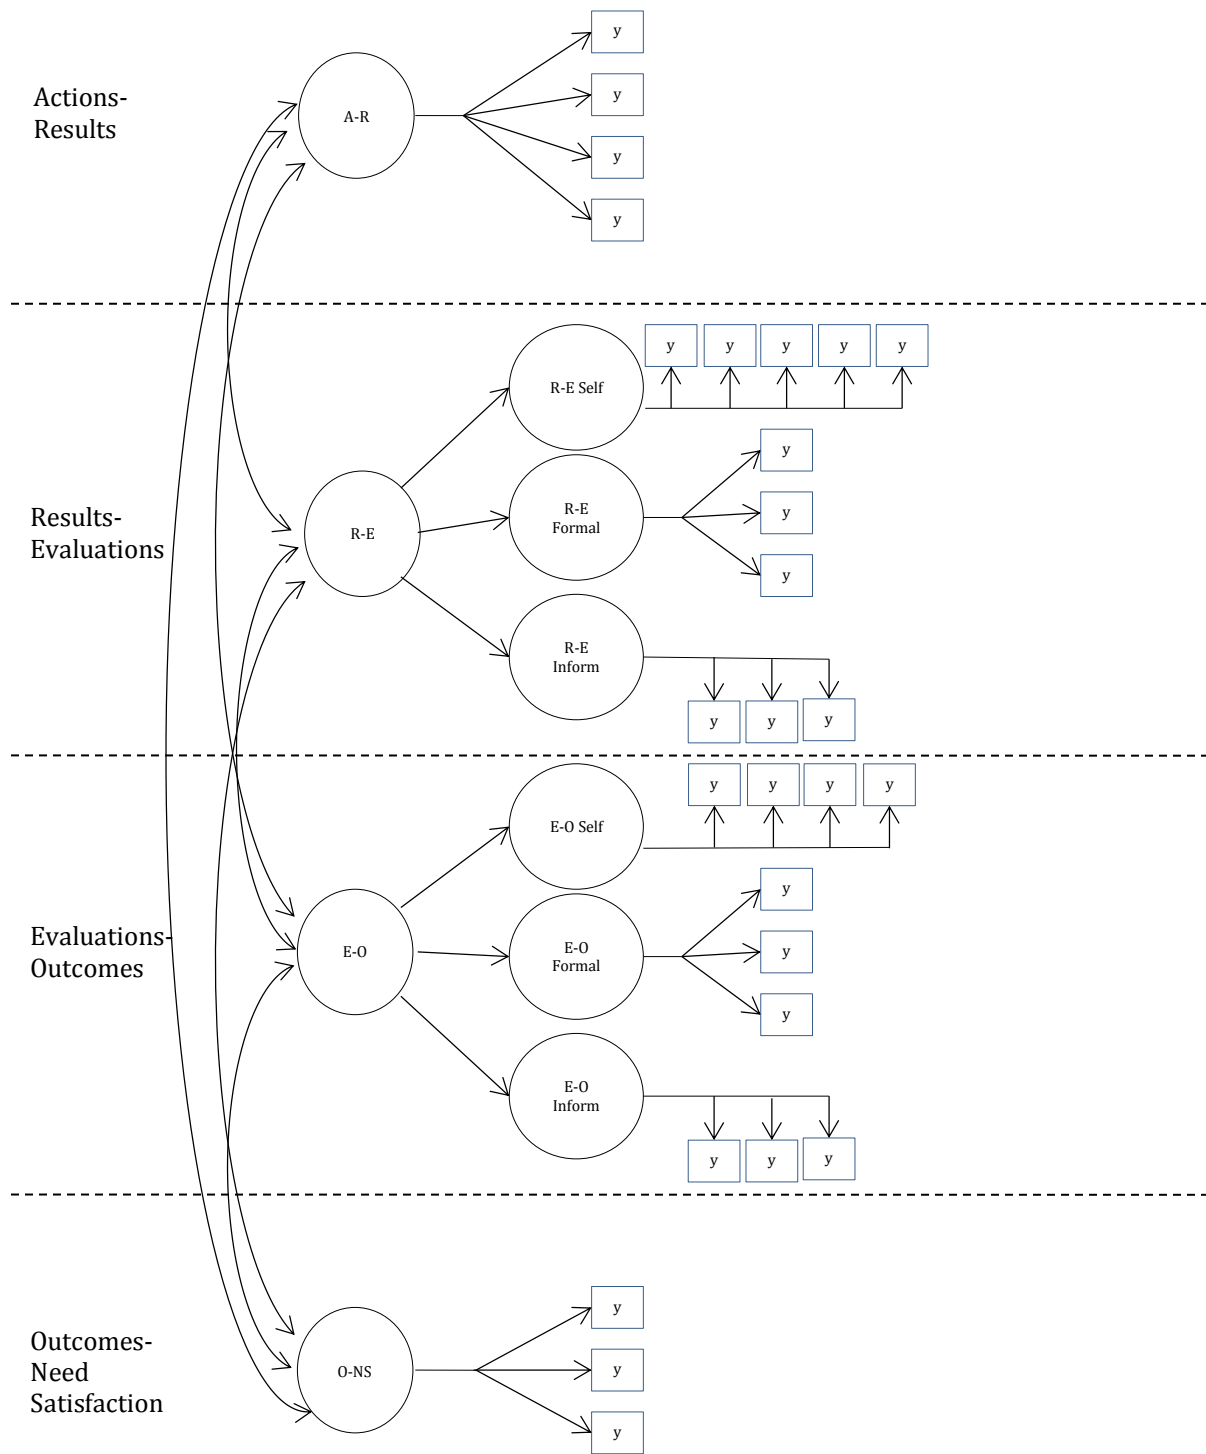 y
Actions-
Results
A-R
y
y
y
y
y
y
y
y
R-E Self
y
Results-
Evaluations
R-E
R-E
Formal
y
y
R-E
Inform
y
y
y
y
y
y
y
E-O Self
y
Evaluations-
Outcomes
E-O
E-O
Formal
y
y
E-O
Inform
y
y
y
y
Outcomes-
Need
Satisfaction
O-NS
y
y